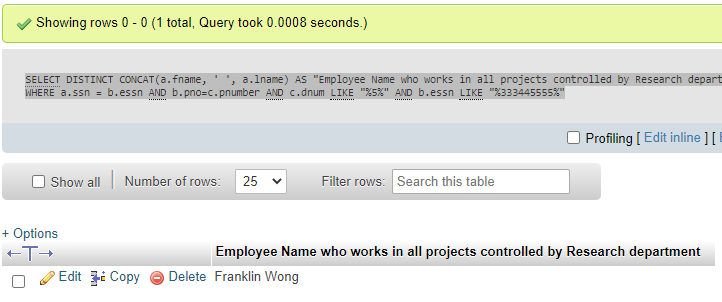 Showing rows 0 - 0 (1 total, Query took 0.0008 seconds.)
SELECT DISTINCT CONCAT(a.fname, ' ', a.lname) AS "Employee Name who works in all projects controlled by Research depart
WHERE a.ssn = b.essn AND b.pno=c.pnumber AND c.dnum LIKE "%5%" AND b.essn LIKE "%333445555%"
Profiling [ Edit inline ] [
Show all Number of rows: 25 Filter rows: Search this table
+ Options
←T→ Employee Name who works in all projects controlled by Research department
Edit Copy Delete Franklin Wong